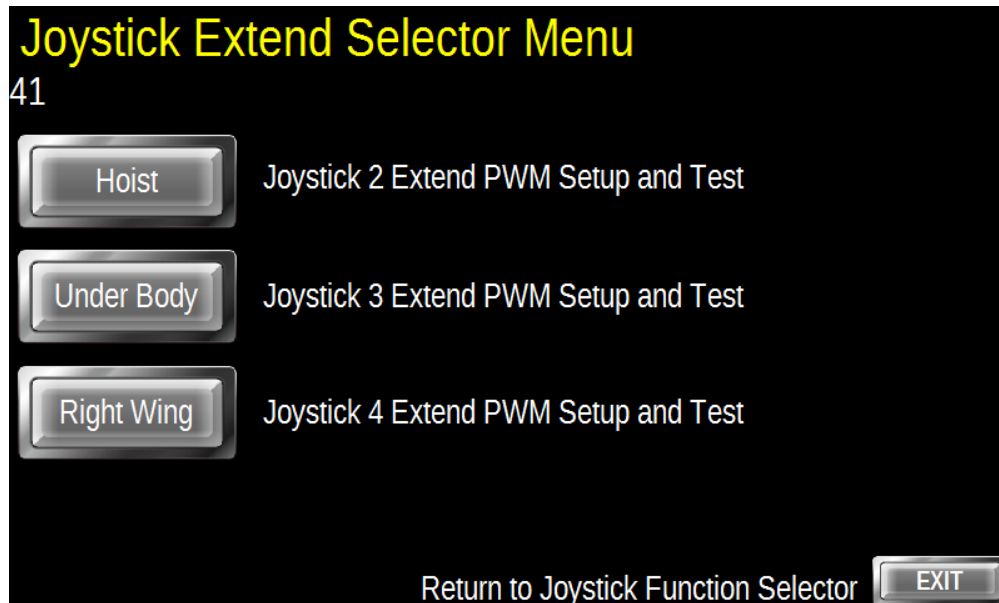 Joystick Extend Selector Menu
41
Hoist Joystick 2 Extend PWM Setup and Test
Under Body Joystick 3 Extend PWM Setup and Test
Right Wing Joystick 4 Extend PWM Setup and Test
Return to Joystick Function Selector EXIT